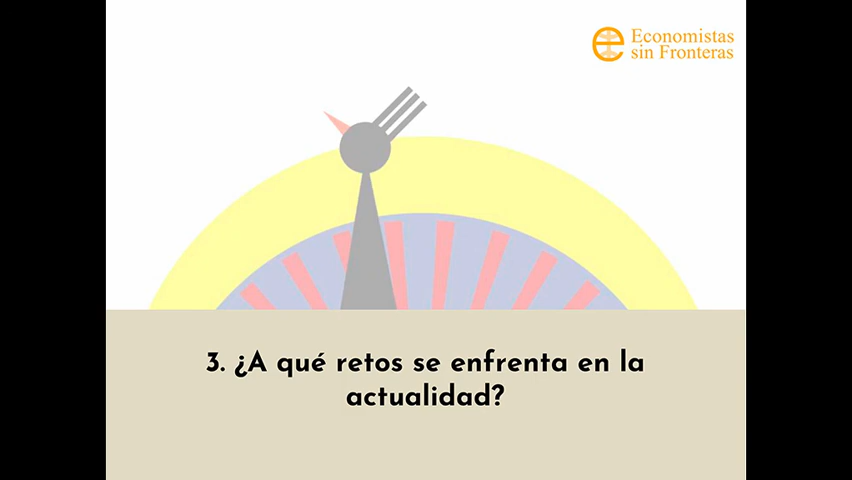 Economistas
sin Fronteras
3. ¿A qué retos se enfrenta en la
actualidad?